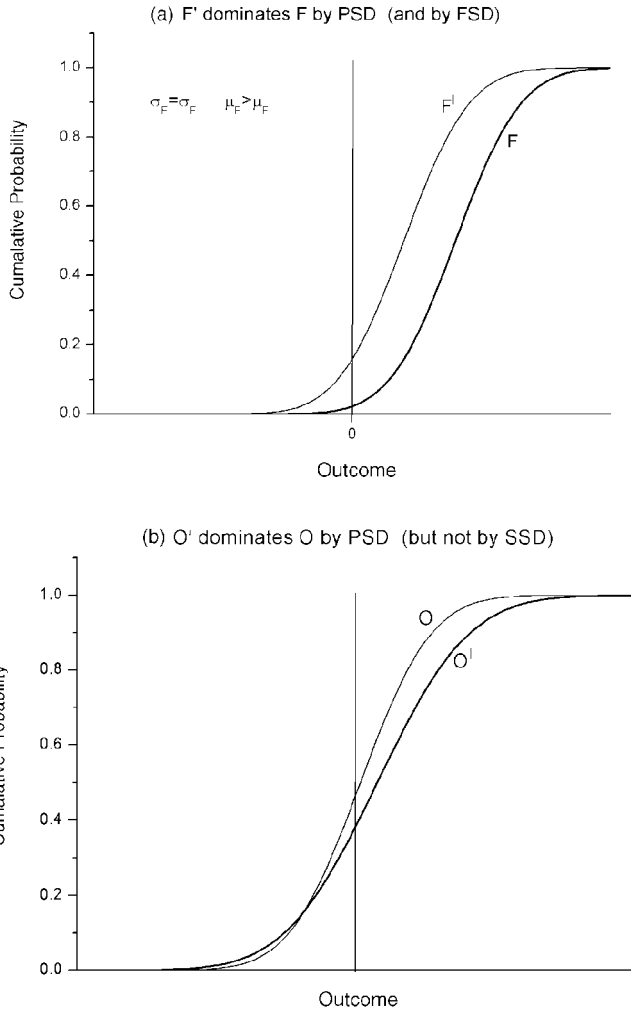 (a) F' dominates F by PSD (and by FSD)
1.0
σF=σF μF>μF
F'
F
0.8
0.6
0.4
0.2
0.0
Cumalative Probability
0
Outcome
(b) O' dominates O by PSD (but not by SSD)
1.0
O
O'
0.8
0.6
0.4
0.2
0.0
Cumulative Probability
Outcome